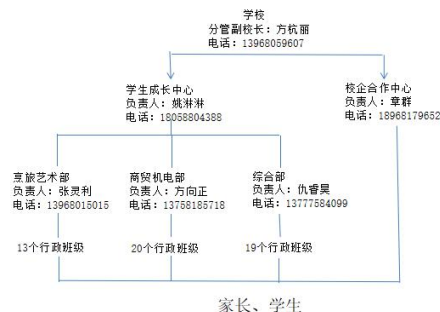 学校
分管副校长：方杭丽
电话：13968059607
学生成长中心
负责人：姚淋淋
电话：18058804388
校企合作中心
负责人：章群
电话：18968179652
烹旅艺术部
负责人：张灵利
电话：13968015015
商贸机电部
负责人：方向正
电话：13758185718
综合部
负责人：仇睿昊
电话：13777584099
13个行政班级
20个行政班级
19个行政班级
家长、学生